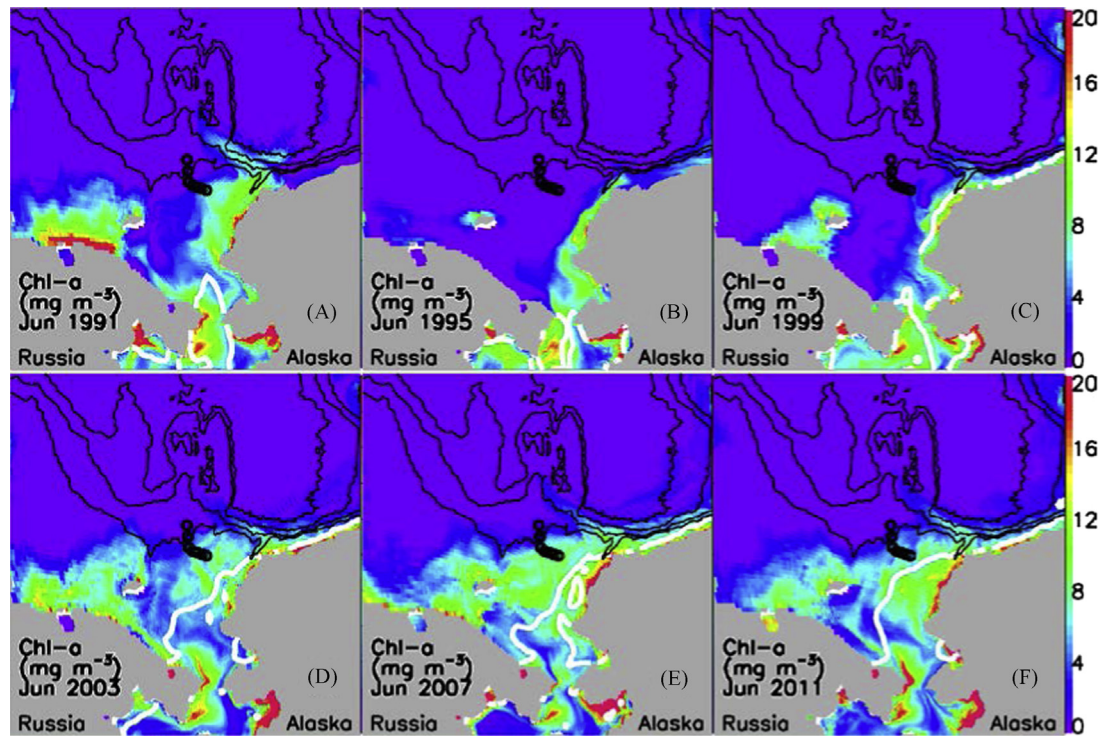 Chl-a
(mg m⁻³)
Jun 1991
(A)
Russia
Alaska
Chl-a
(mg m⁻³)
Jun 1995
(B)
Russia
Alaska
Chl-a
(mg m⁻³)
Jun 1999
(C)
Russia
Alaska
20
16
12
8
4
0
Chl-a
(mg m⁻³)
Jun 2003
(D)
Russia
Alaska
Chl-a
(mg m⁻³)
Jun 2007
(E)
Russia
Alaska
Chl-a
(mg m⁻³)
Jun 2011
(F)
Russia
Alaska
20
16
12
8
4
0